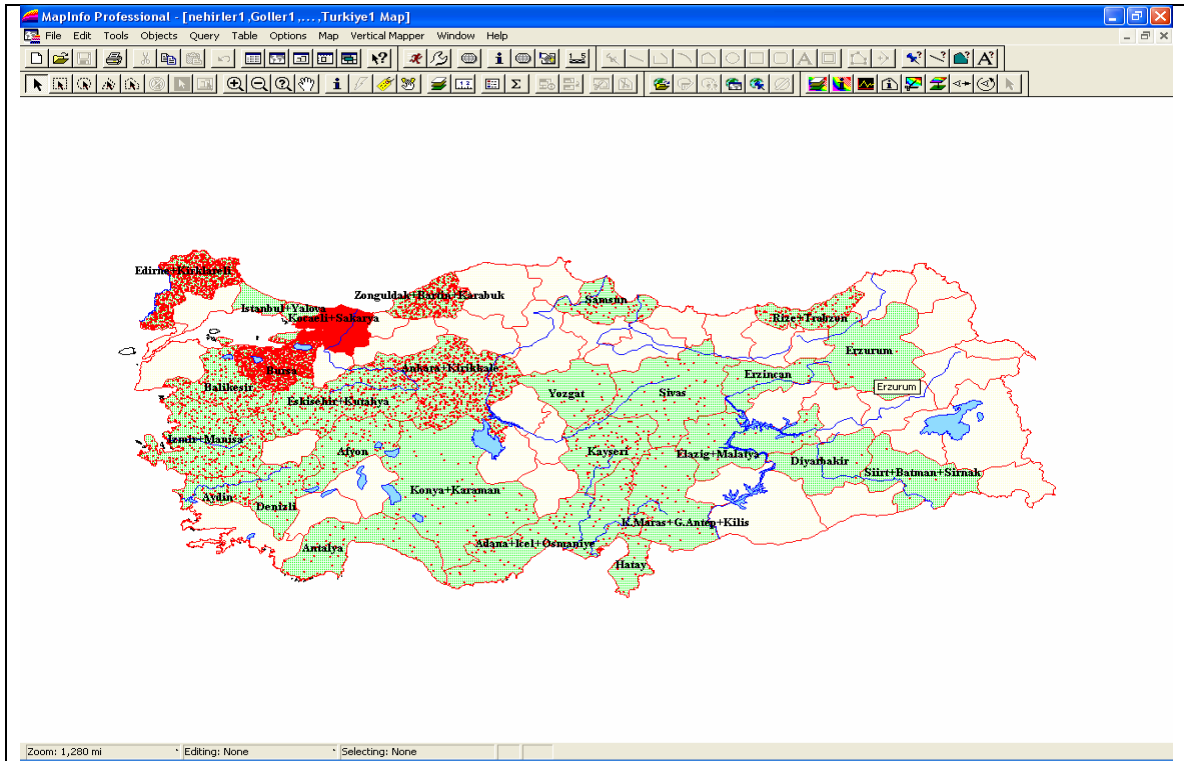 MapInfo Professional - [nehirler1,Goller1,...,Turkiye1 Map]
File Edit Tools Objects Query Table Options Map Vertical Mapper Window Help
Edirne+Kirklareli
Zonguldak+Bartin+Karabuk
Istanbul+Yalova
Samsun
Kocaeli+Sakarya
Rize+Trabzon
Erzurum
Bursa
Ankara+Kirikkale
Erzincan
Balikesir
Erzurum
Yozgat
Sivas
Eskisehir+Kutahya
Izmir+Manisa
Afyon
Kayseri
Elazig+Malatya
Diyarbakir
Siirt+Batman+Sirnak
Konya+Karaman
Aydin
Denizli
K.Maras+G.Antep+Kilis
Antalya
Adana+Icel+Osmaniye
Hatay
Zoom: 1,280 mi Editing: None Selecting: None